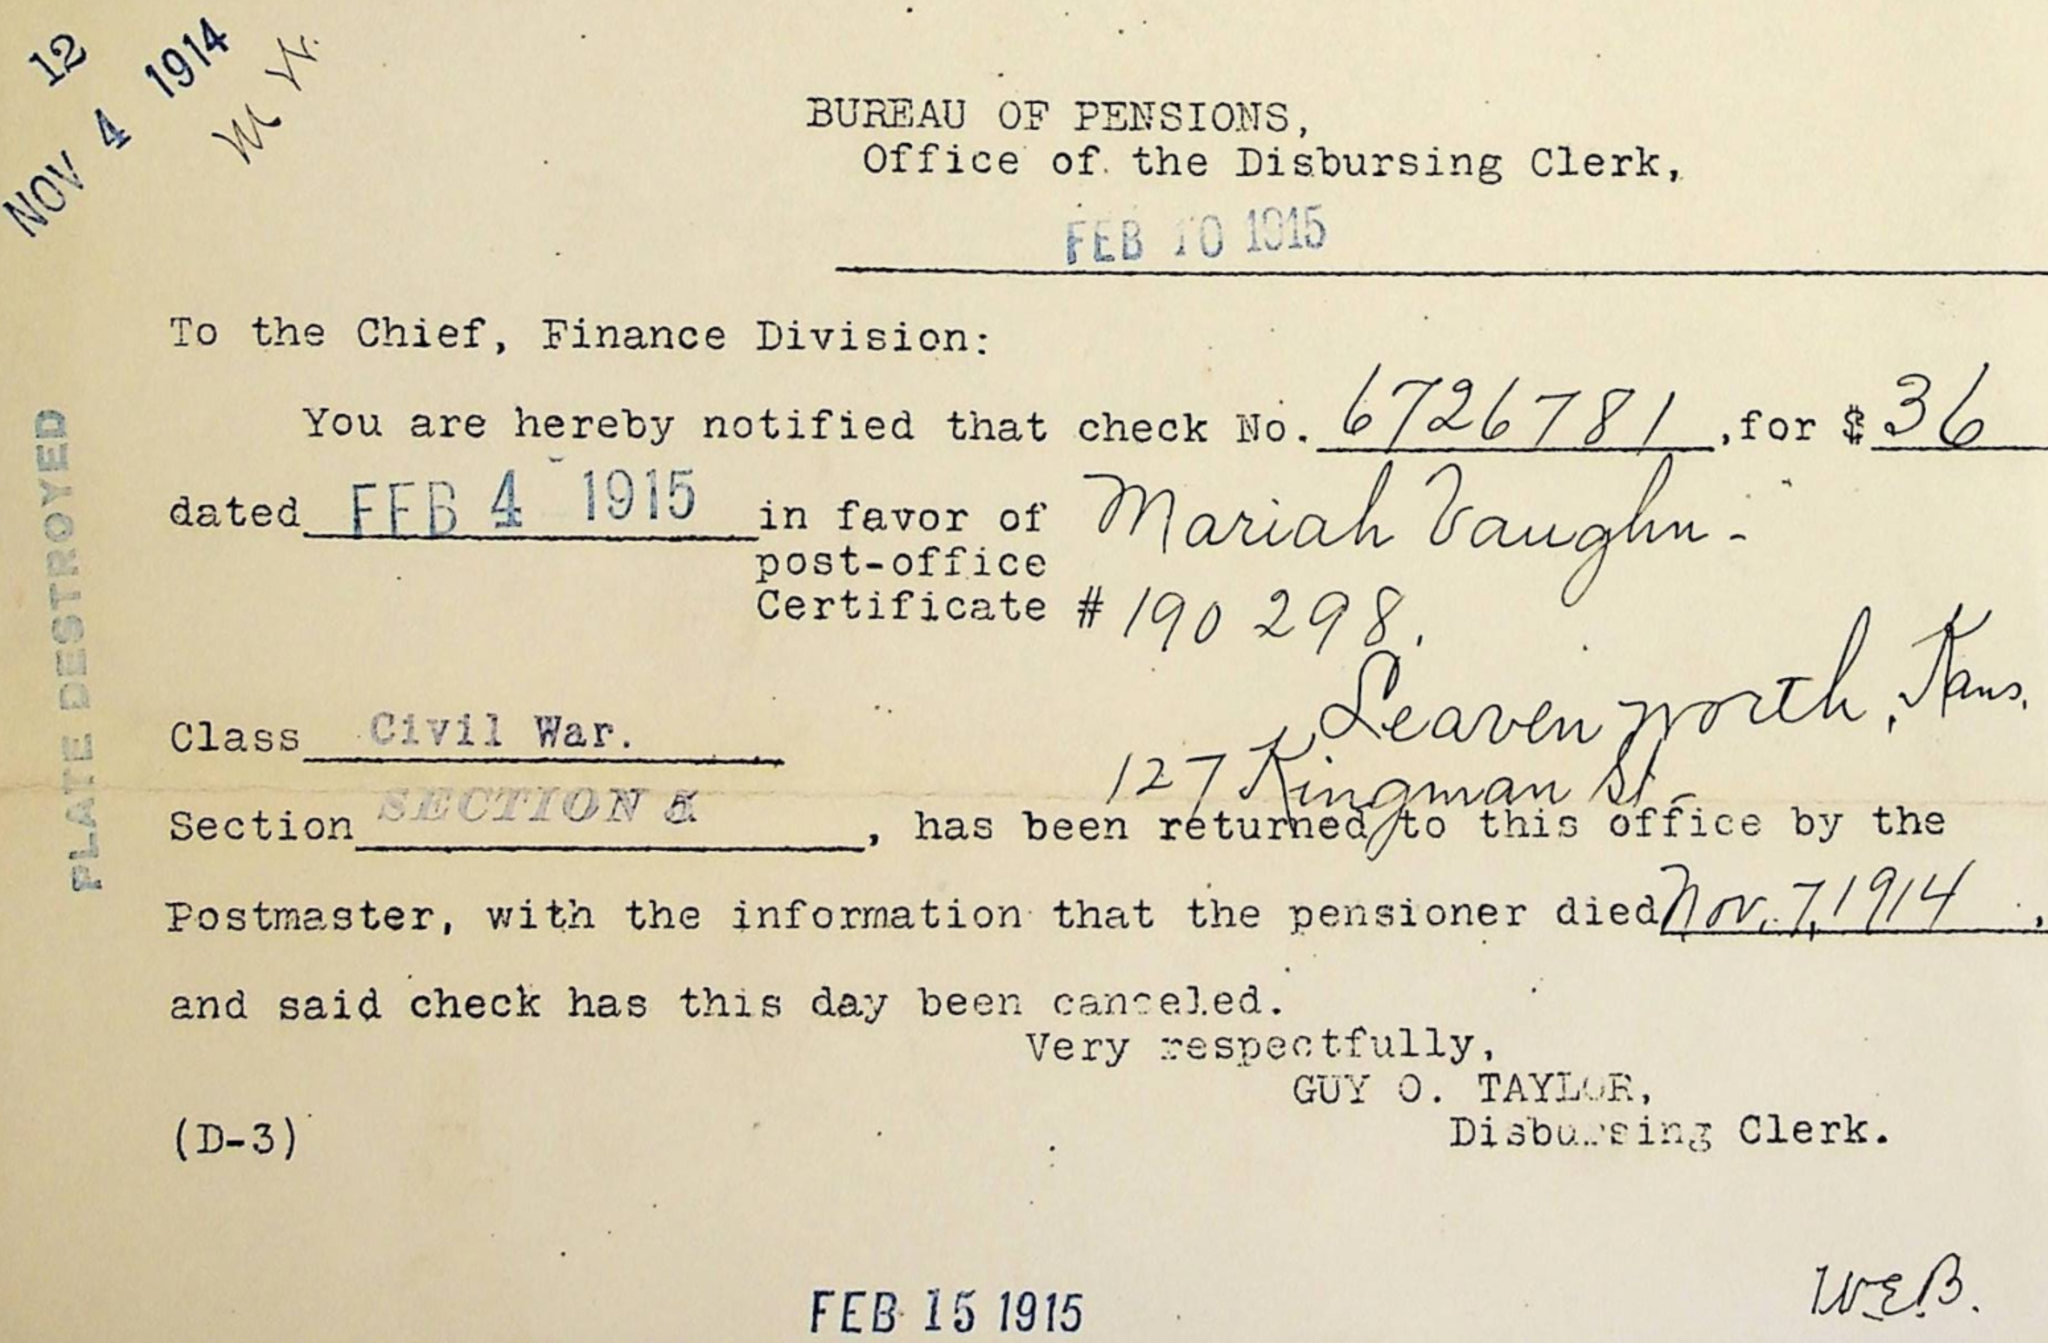 12
NOV 4 1914
BUREAU OF PENSIONS,
Office of the Disbursing Clerk,
FEB 10 1915
To the Chief, Finance Division:
You are hereby notified that check No. 6726781, for $36
dated FEB 4 1915 in favor of Mariah Vaughn-
post-office
Certificate # 190298.
Leavenworth, Kans.
Class Civil War.
127 Kingman St-
Section SECTION, has been returned to this office by the
Postmaster, with the information that the pensioner died Nov. 7, 1914,
and said check has this day been canceled.
Very respectfully,
GUY O. TAYLOR,
Disbursing Clerk.
(D-3)
W.E.B.
FEB 15 1915
PLATE DESTROYED